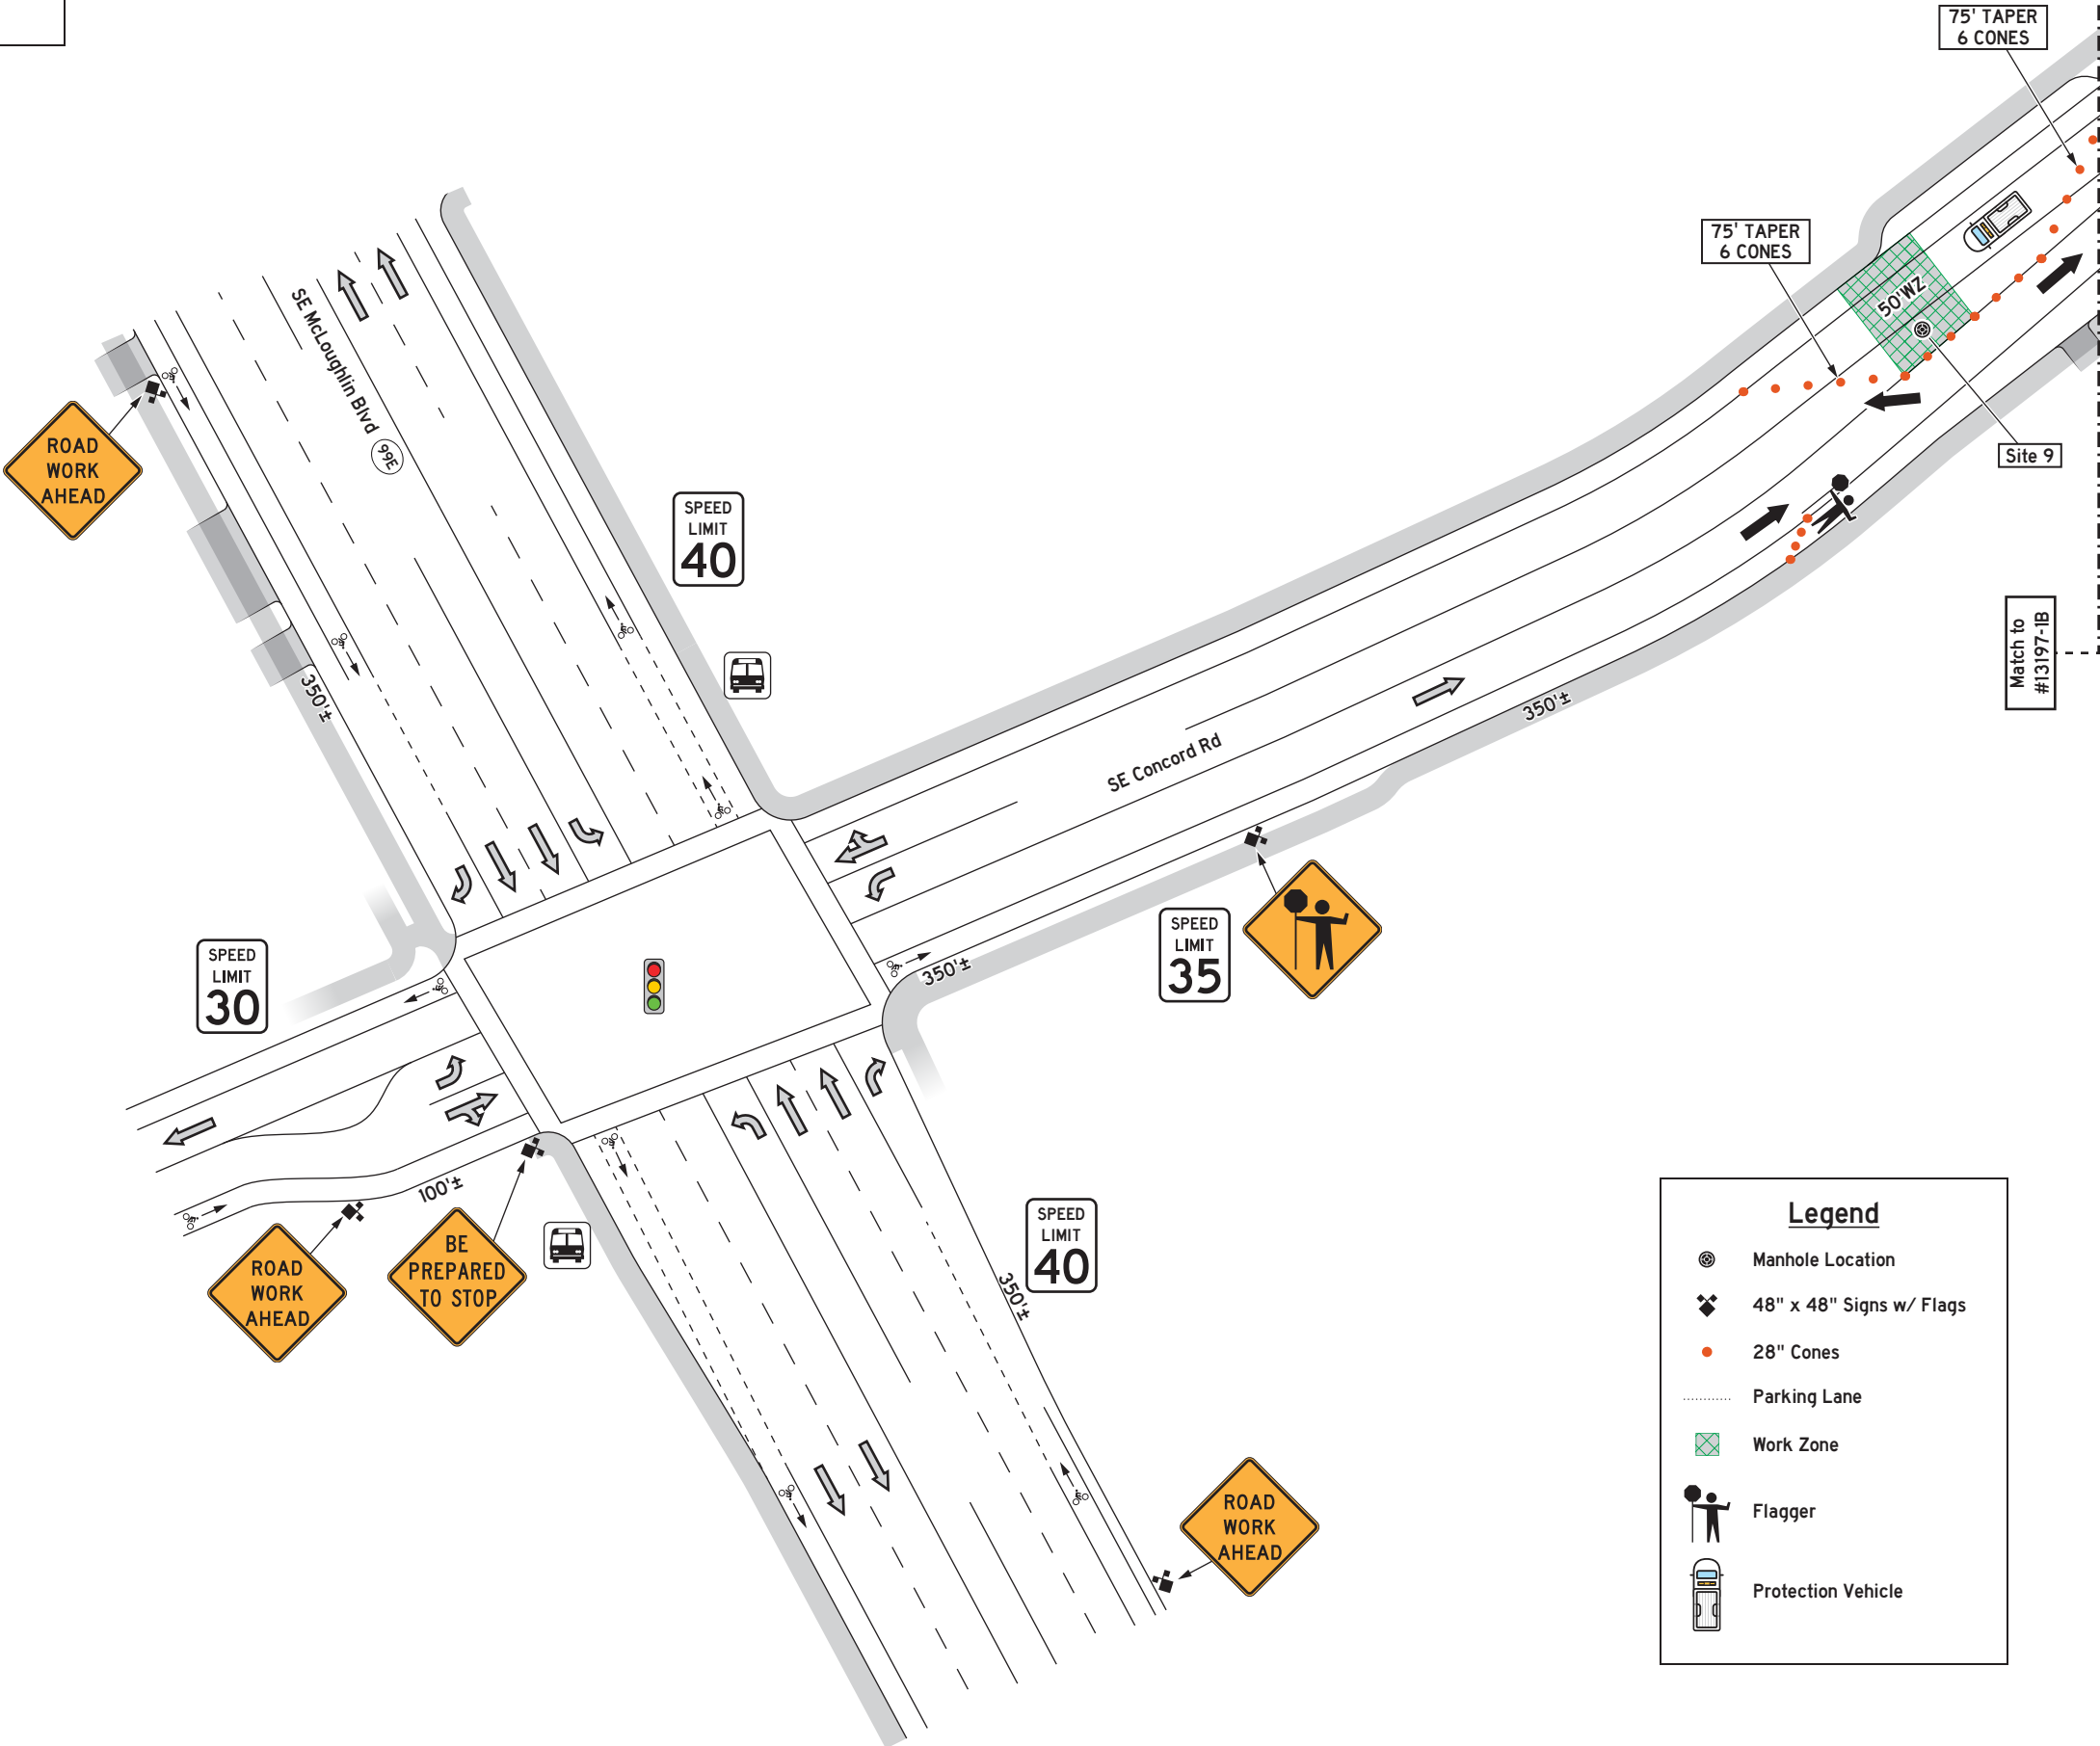 75' TAPER
6 CONES
75' TAPER
6 CONES
50'WZ
Site 9
Match to
#13197-1B
SE McLoughlin Blvd
99E
ROAD
WORK
AHEAD
SPEED
LIMIT
40
350'±
350'±
SE Concord Rd
350'±
SPEED
LIMIT
35
SPEED
LIMIT
30
100'±
ROAD
WORK
AHEAD
BE
PREPARED
TO STOP
SPEED
LIMIT
40
350'±
ROAD
WORK
AHEAD
Legend
Manhole Location
48" x 48" Signs w/ Flags
28" Cones
Parking Lane
Work Zone
Flagger
Protection Vehicle